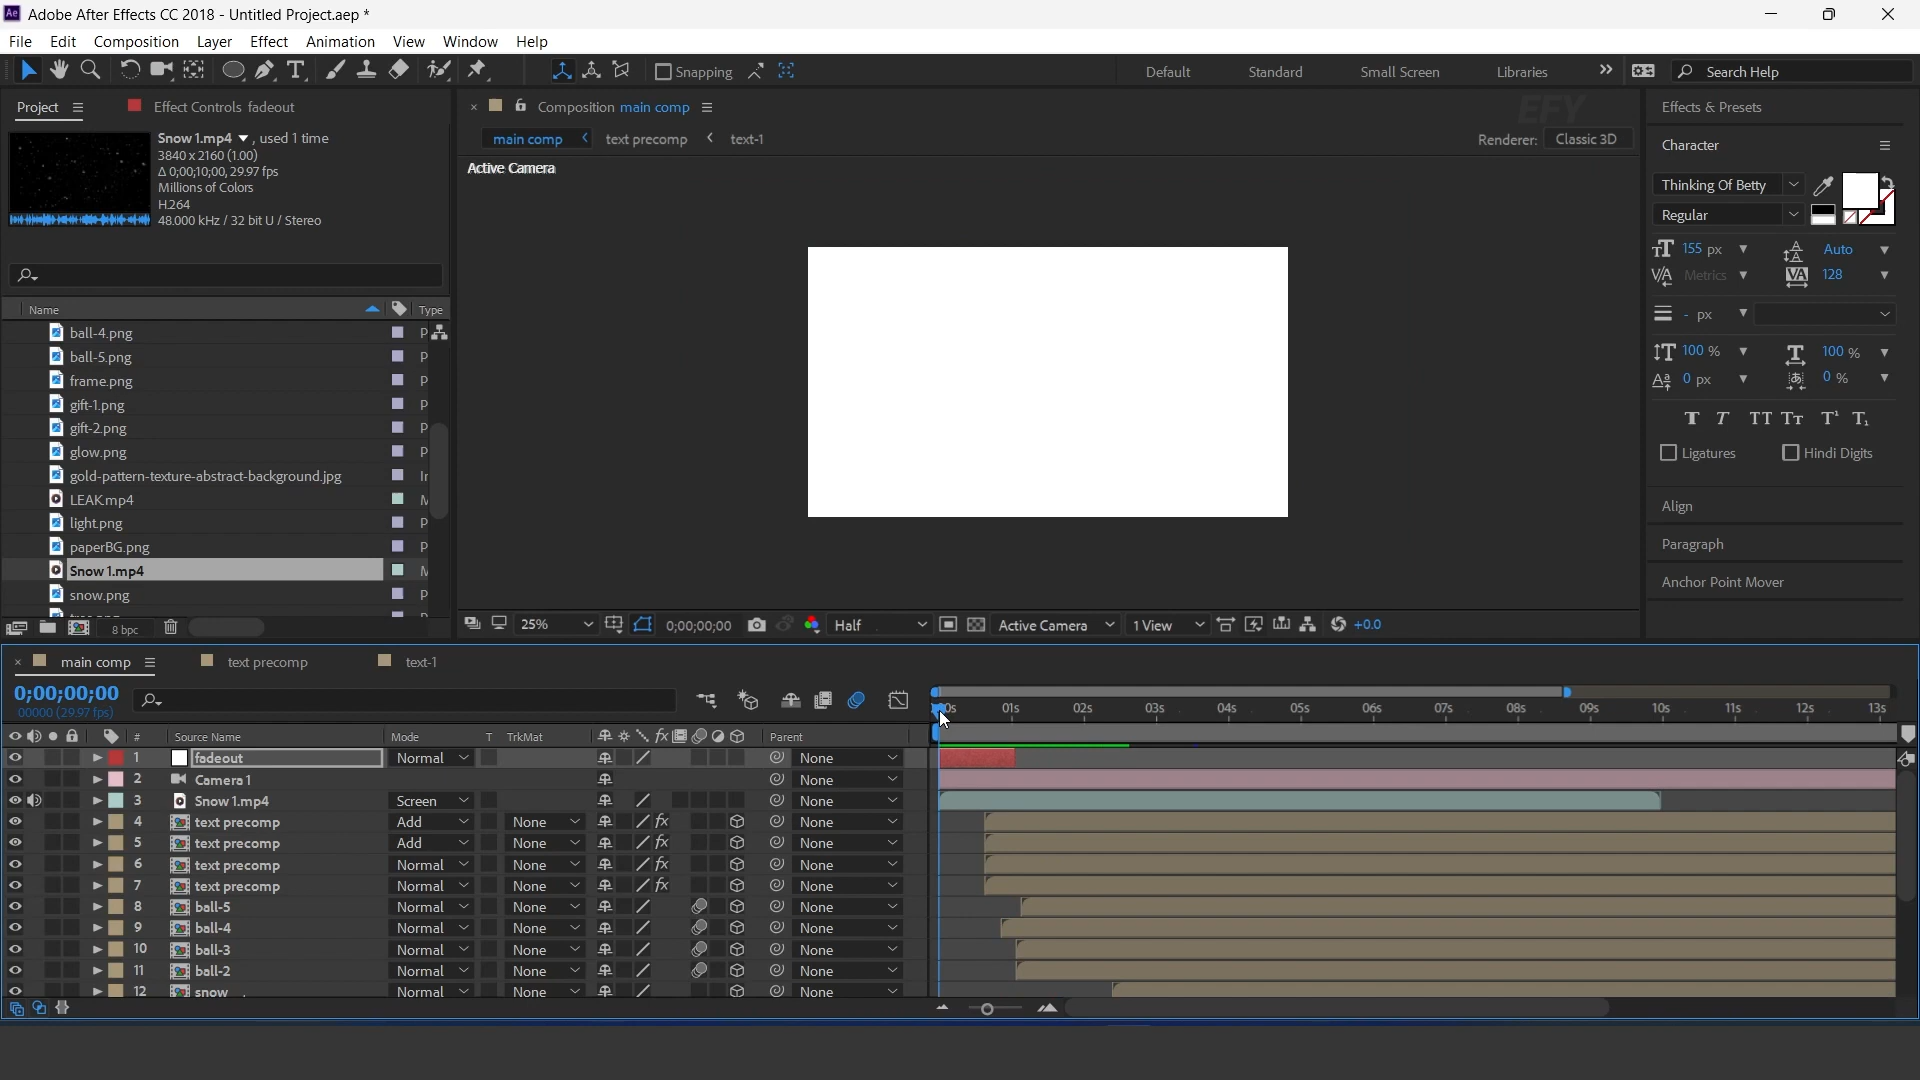 Adobe After Effects CC 2018 - Untitled Project.aep *
File Edit Composition Layer Effect Animation View Window Help
Snapping Default Standard Small Screen Libraries Search Help
Project Effect Controls fadeout
Snow 1.mp4 , used 1 time
3840 x 2160 (1.00)
Δ 0;00;10;00, 29.97 fps
Millions of Colors
H.264
48.000 kHz / 32 bit U / Stereo
Name Type
ball-4.png P
ball-5.png P
frame.png P
gift-1.png P
gift-2.png P
glow.png P
gold-pattern-texture-abstract-background.jpg
LEAK.mp4
light.png P
paperBG.png P
Snow 1.mp4
snow.png P
8 bpc
Composition main comp
EFY
main comp text precomp text-1
Renderer: Classic 3D
Active Camera
25% 0;00;00;00 Half Active Camera 1 View +0.0
Effects & Presets
Character
Thinking Of Betty
Regular
155 px Auto
Metrics 128
- px
100 % 100 %
0 px 0 %
T T TT Tт T¹ T₁
Ligatures Hindi Digits
Align
Paragraph
Anchor Point Mover
main comp text precomp text-1
0;00;00;00
00000 (29.97 fps)
01s 02s 03s 04s 05s 06s 07s 08s 09s 10s 11s 12s 13s
# Source Name Mode T TrkMat fx Parent
1 fadeout Normal None
2 Camera 1 None
3 Snow 1.mp4 Screen None
4 text precomp Add None fx None
5 text precomp Add None fx None
6 text precomp Normal None fx None
7 text precomp Normal None fx None
8 ball-5 Normal None None
9 ball-4 Normal None None
10 ball-3 Normal None None
11 ball-2 Normal None None
12 snow Normal None None